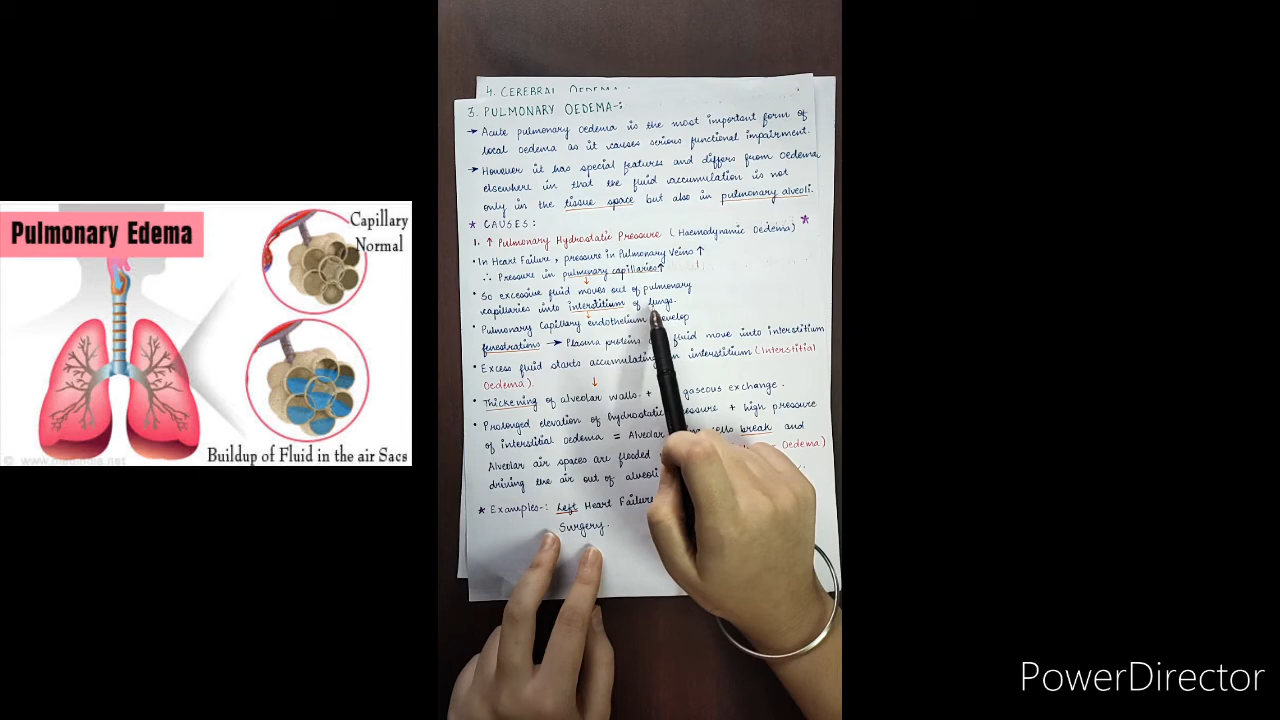 Pulmonary Edema
Capillary
Normal
Buildup of Fluid in the air Sacs
© www.medindia.net
4. CEREBRAL OEDEMA
3. PULMONARY OEDEMA-:
→ Acute pulmonary oedema is the most important form of
local oedema as it causes serious functional impairment.
→ However it has special features and differs from oedema
elsewhere in that the fluid accumulation is not
only in the tissue space but also in pulmonary alveoli.
* CAUSES:
1. ↑ Pulmonary Hydrostatic Pressure (Haemodynamic Oedema) *
• In Heart Failure, pressure in Pulmonary Veins ↑
∴ Pressure in pulmonary capillaries ↑
• So excessive fluid moves out of pulmonary
capillaries into interstitium of lungs.
• Pulmonary Capillary endothelium develop
fenestrations → Plasma proteins fluid move into interstitium
• Excess fluid starts accumulating in interstitium (Interstitial
Oedema).
• Thickening of alveolar walls + gaseous exchange.
• Prolonged elevation of hydrostatic pressure + high pressure
of interstitial oedema = Alveolar cells break and
Alveolar air spaces are flooded Oedema)
driving the air out of alveoli
* Examples-: Left Heart Failure
Surgery.
PowerDirector